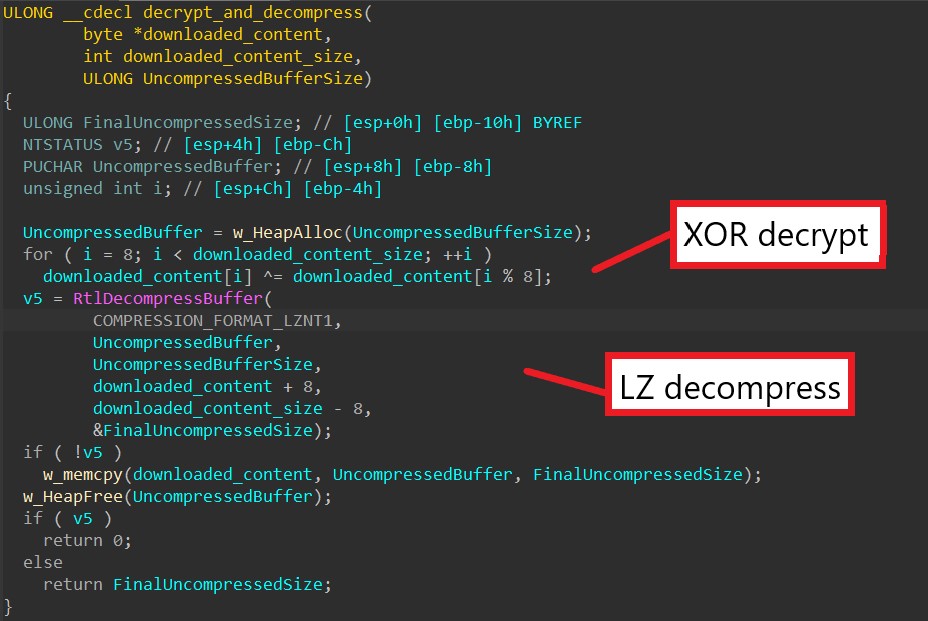 ULONG __cdecl decrypt_and_decompress(
        byte *downloaded_content,
        int downloaded_content_size,
        ULONG UncompressedBufferSize)
{
  ULONG FinalUncompressedSize; // [esp+0h] [ebp-10h] BYREF
  NTSTATUS v5; // [esp+4h] [ebp-Ch]
  PUCHAR UncompressedBuffer; // [esp+8h] [ebp-8h]
  unsigned int i; // [esp+Ch] [ebp-4h]

  UncompressedBuffer = w_HeapAlloc(UncompressedBufferSize);
  for ( i = 8; i < downloaded_content_size; ++i )
    downloaded_content[i] ^= downloaded_content[i % 8];
XOR decrypt
  v5 = RtlDecompressBuffer(
         COMPRESSION_FORMAT_LZNT1,
         UncompressedBuffer,
         UncompressedBufferSize,
         downloaded_content + 8,
         downloaded_content_size - 8,
         &FinalUncompressedSize);
LZ decompress
  if ( !v5 )
    w_memcpy(downloaded_content, UncompressedBuffer, FinalUncompressedSize);
  w_HeapFree(UncompressedBuffer);
  if ( v5 )
    return 0;
  else
    return FinalUncompressedSize;
}